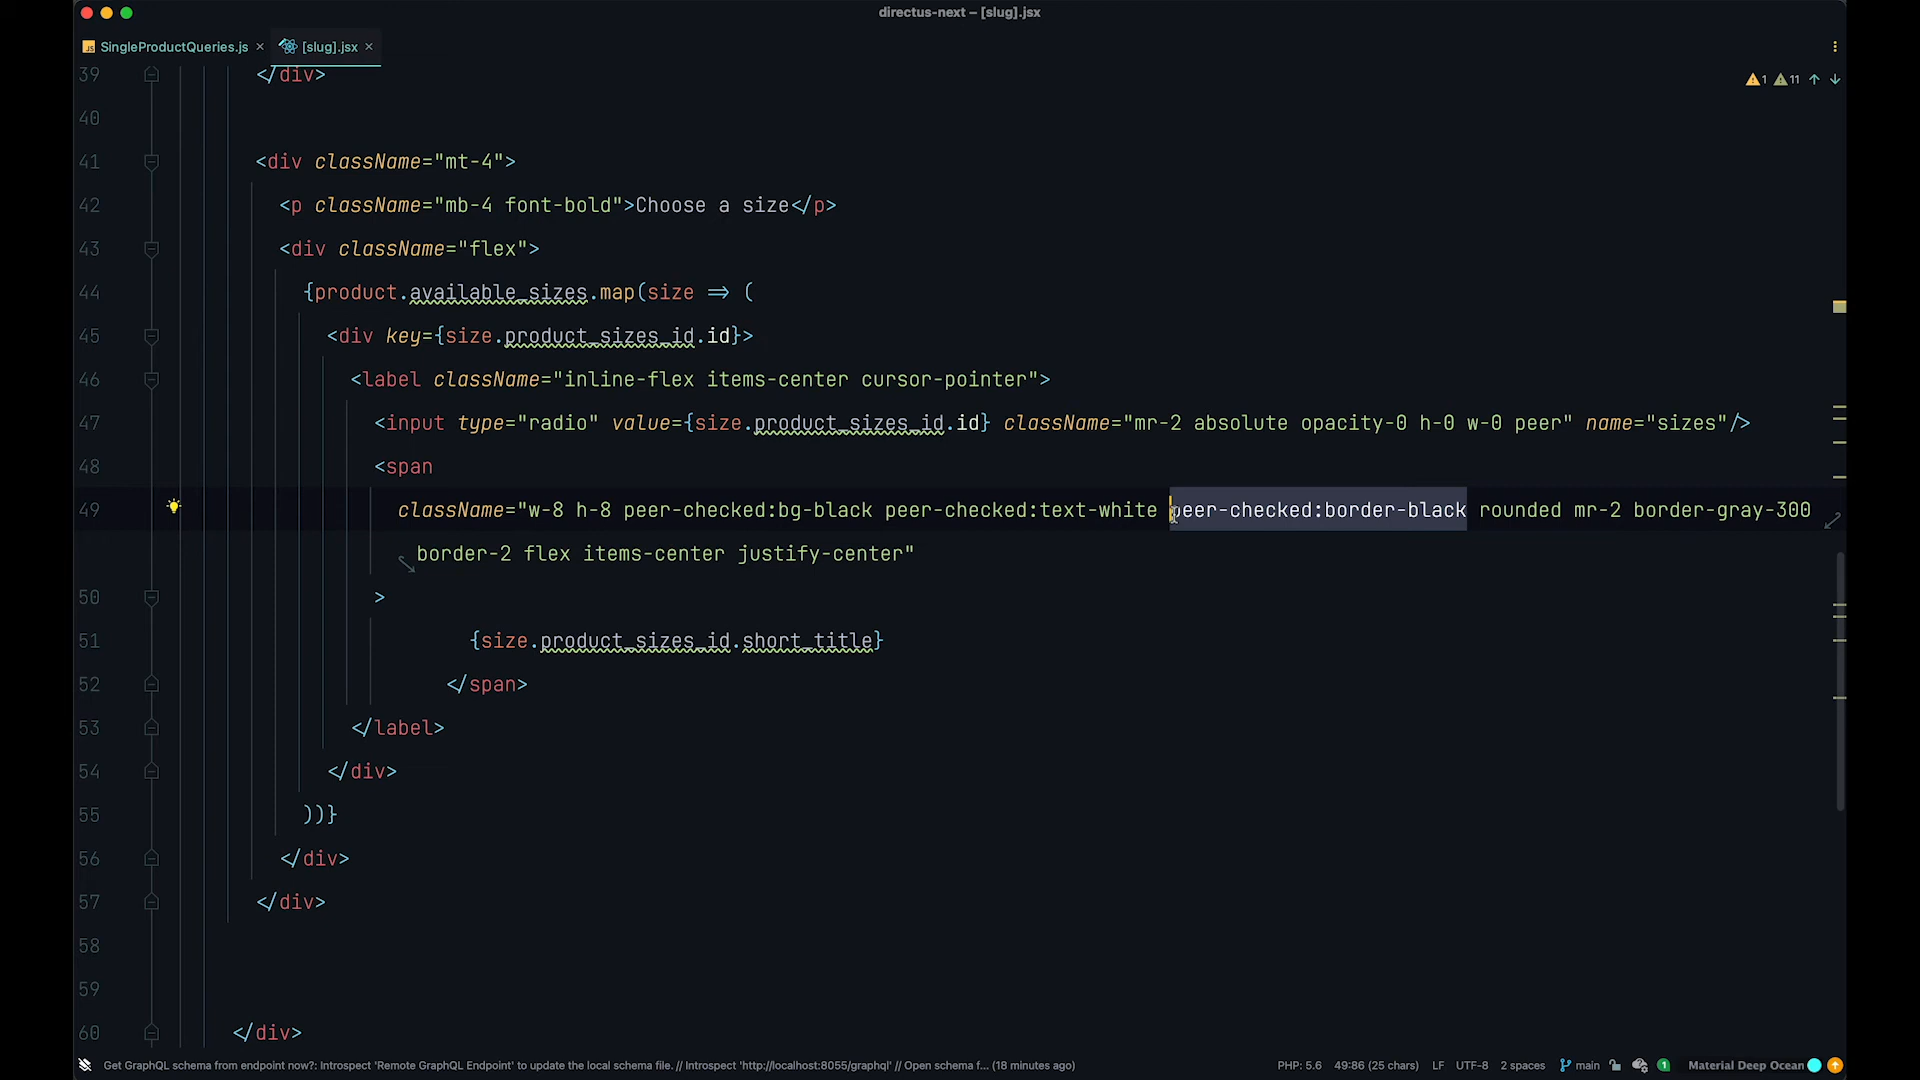 directus-next – [slug].jsx
SingleProductQueries.js × [slug].jsx ×
39 </div>
1 11
40
41 <div className="mt-4">
42 <p className="mb-4 font-bold">Choose a size</p>
43 <div className="flex">
44 {product.available_sizes.map(size => (
45 <div key={size.product_sizes_id.id}>
46 <label className="inline-flex items-center cursor-pointer">
47 <input type="radio" value={size.product_sizes_id.id} className="mr-2 absolute opacity-0 h-0 w-0 peer" name="sizes"/>
48 <span
49 className="w-8 h-8 peer-checked:bg-black peer-checked:text-white peer-checked:border-black rounded mr-2 border-gray-300
border-2 flex items-center justify-center"
50 >
51 {size.product_sizes_id.short_title}
52 </span>
53 </label>
54 </div>
55 ))}
56 </div>
57 </div>
58
59
60 </div>
Get GraphQL schema from endpoint now?: Introspect 'Remote GraphQL Endpoint' to update the local schema file. // Introspect 'http://localhost:8055/graphql' // Open schema f... (18 minutes ago) PHP: 5.6 49:86 (25 chars) LF UTF-8 2 spaces main 1 Material Deep Ocean